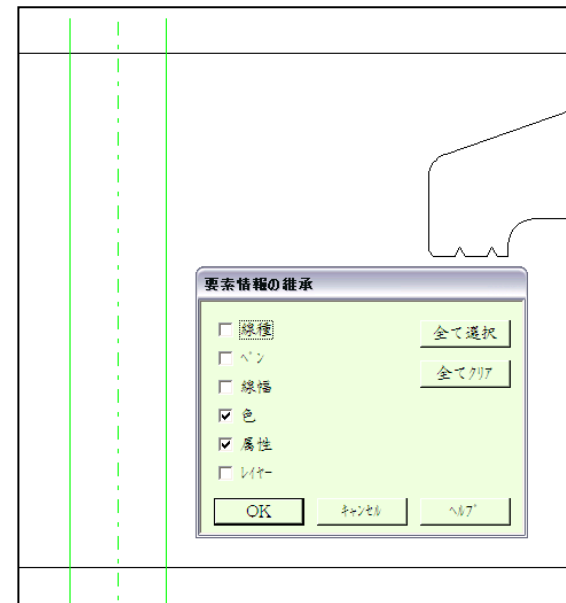 要素情報の継承
線種
全て選択
ﾍﾟﾝ
全てｸﾘｱ
線幅
色
属性
ﾚｲﾔｰ
OK
ｷｬﾝｾﾙ
ﾍﾙﾌﾟ